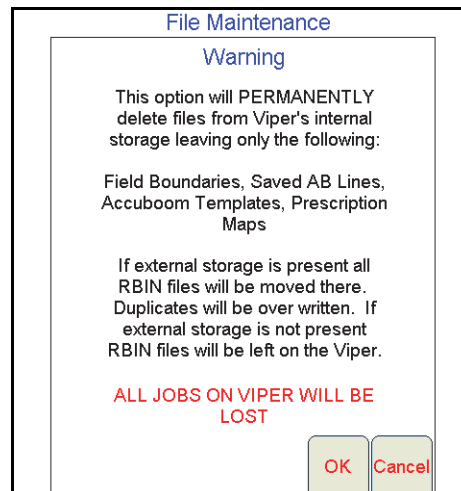 File Maintenance
Warning
This option will PERMANENTLY
delete files from Viper's internal
storage leaving only the following:
Field Boundaries, Saved AB Lines,
Accuboom Templates, Prescription
Maps
If external storage is present all
RBIN files will be moved there.
Duplicates will be over written. If
external storage is not present
RBIN files will be left on the Viper.
ALL JOBS ON VIPER WILL BE
LOST
OK Cancel